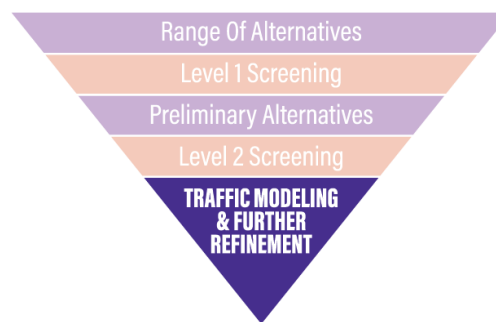 Range Of Alternatives
Level 1 Screening
Preliminary Alternatives
Level 2 Screening
TRAFFIC MODELING
& FURTHER
REFINEMENT